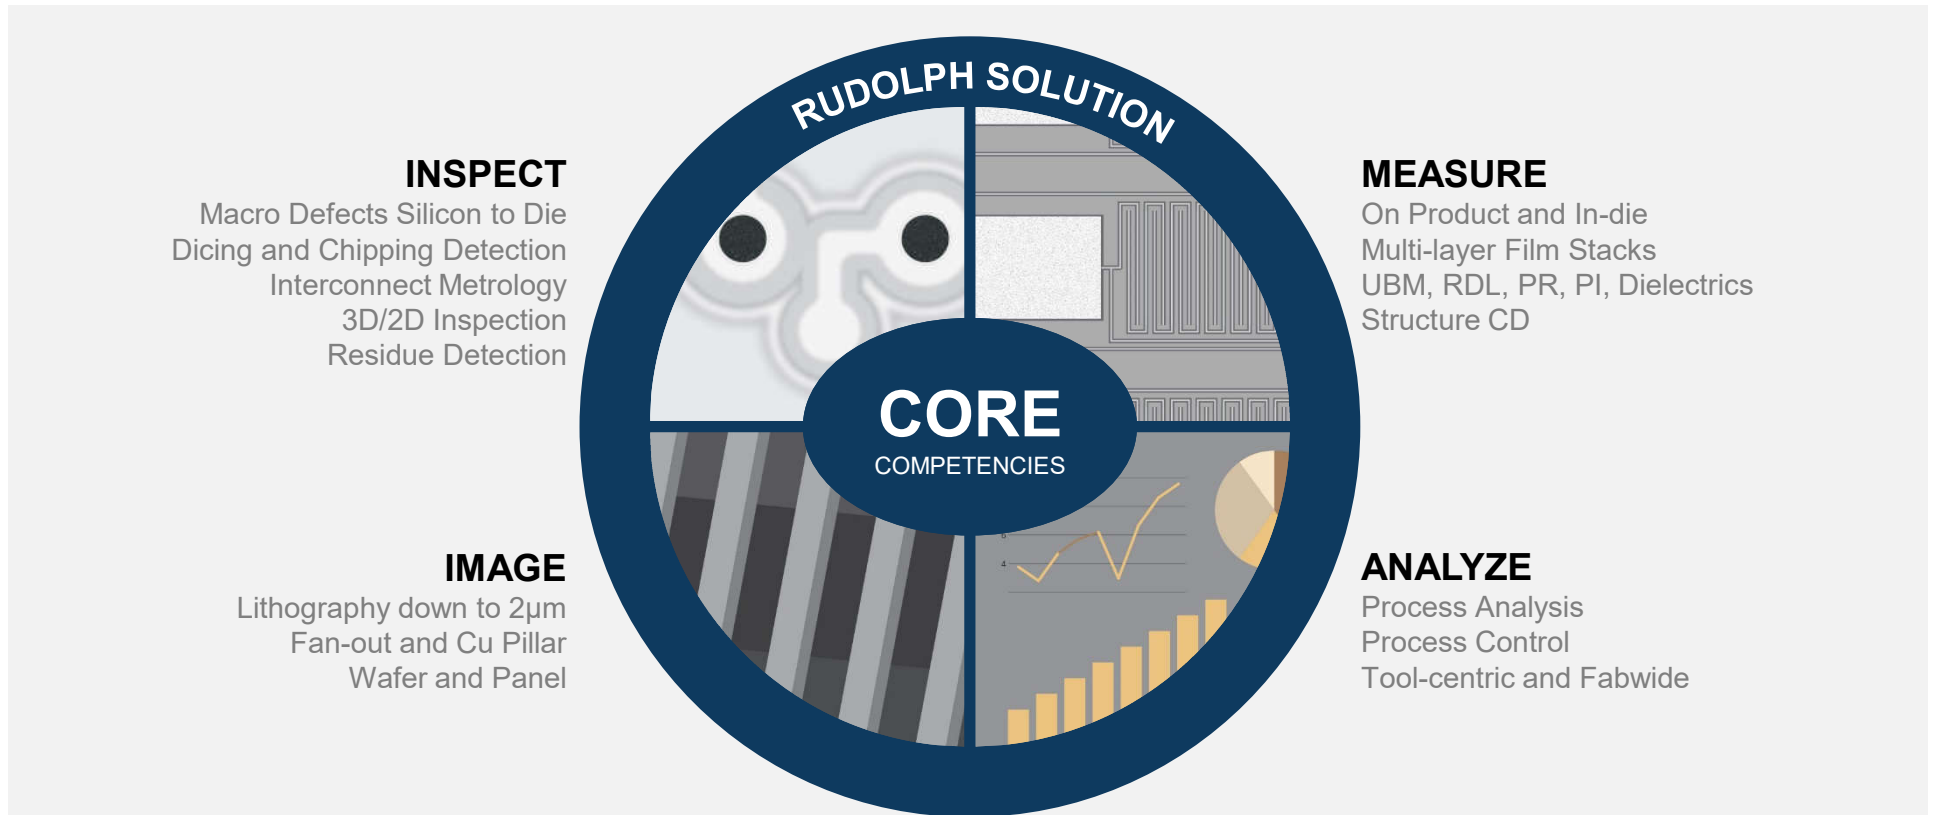 RUDOLPH SOLUTION
INSPECT
Macro Defects Silicon to Die
Dicing and Chipping Detection
Interconnect Metrology
3D/2D Inspection
Residue Detection
MEASURE
On Product and In-die
Multi-layer Film Stacks
UBM, RDL, PR, PI, Dielectrics
Structure CD
CORE
COMPETENCIES
IMAGE
Lithography down to 2µm
Fan-out and Cu Pillar
Wafer and Panel
4
ANALYZE
Process Analysis
Process Control
Tool-centric and Fabwide